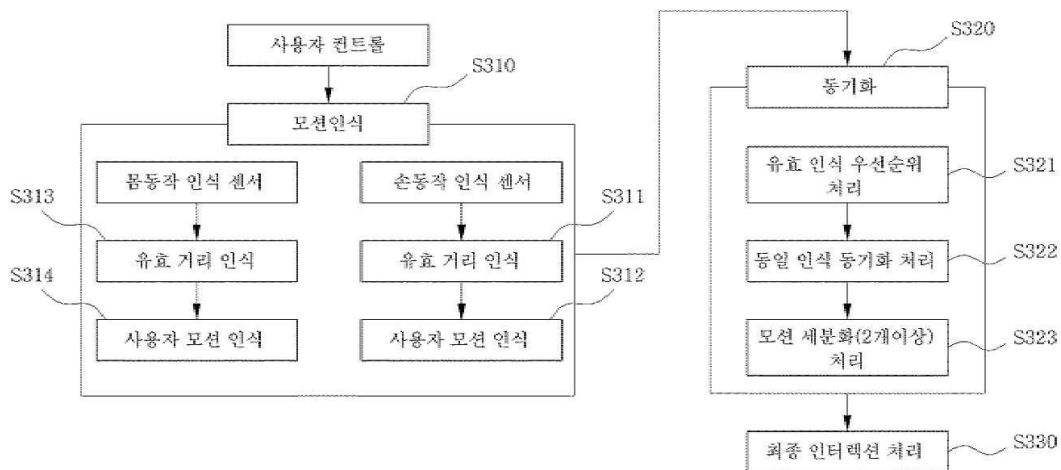 사용자 컨트롤
S310
모션인식
몸동작 인식 센서
손동작 인식 센서
S313
S311
유효 거리 인식
유효 거리 인식
S314
S312
사용자 모션 인식
사용자 모션 인식
S320
동기화
유효 인식 우선순위
처리
S321
동일 인식 동기화 처리
S322
모션 세분화(2개이상)
처리
S323
최종 인터렉션 처리
S330